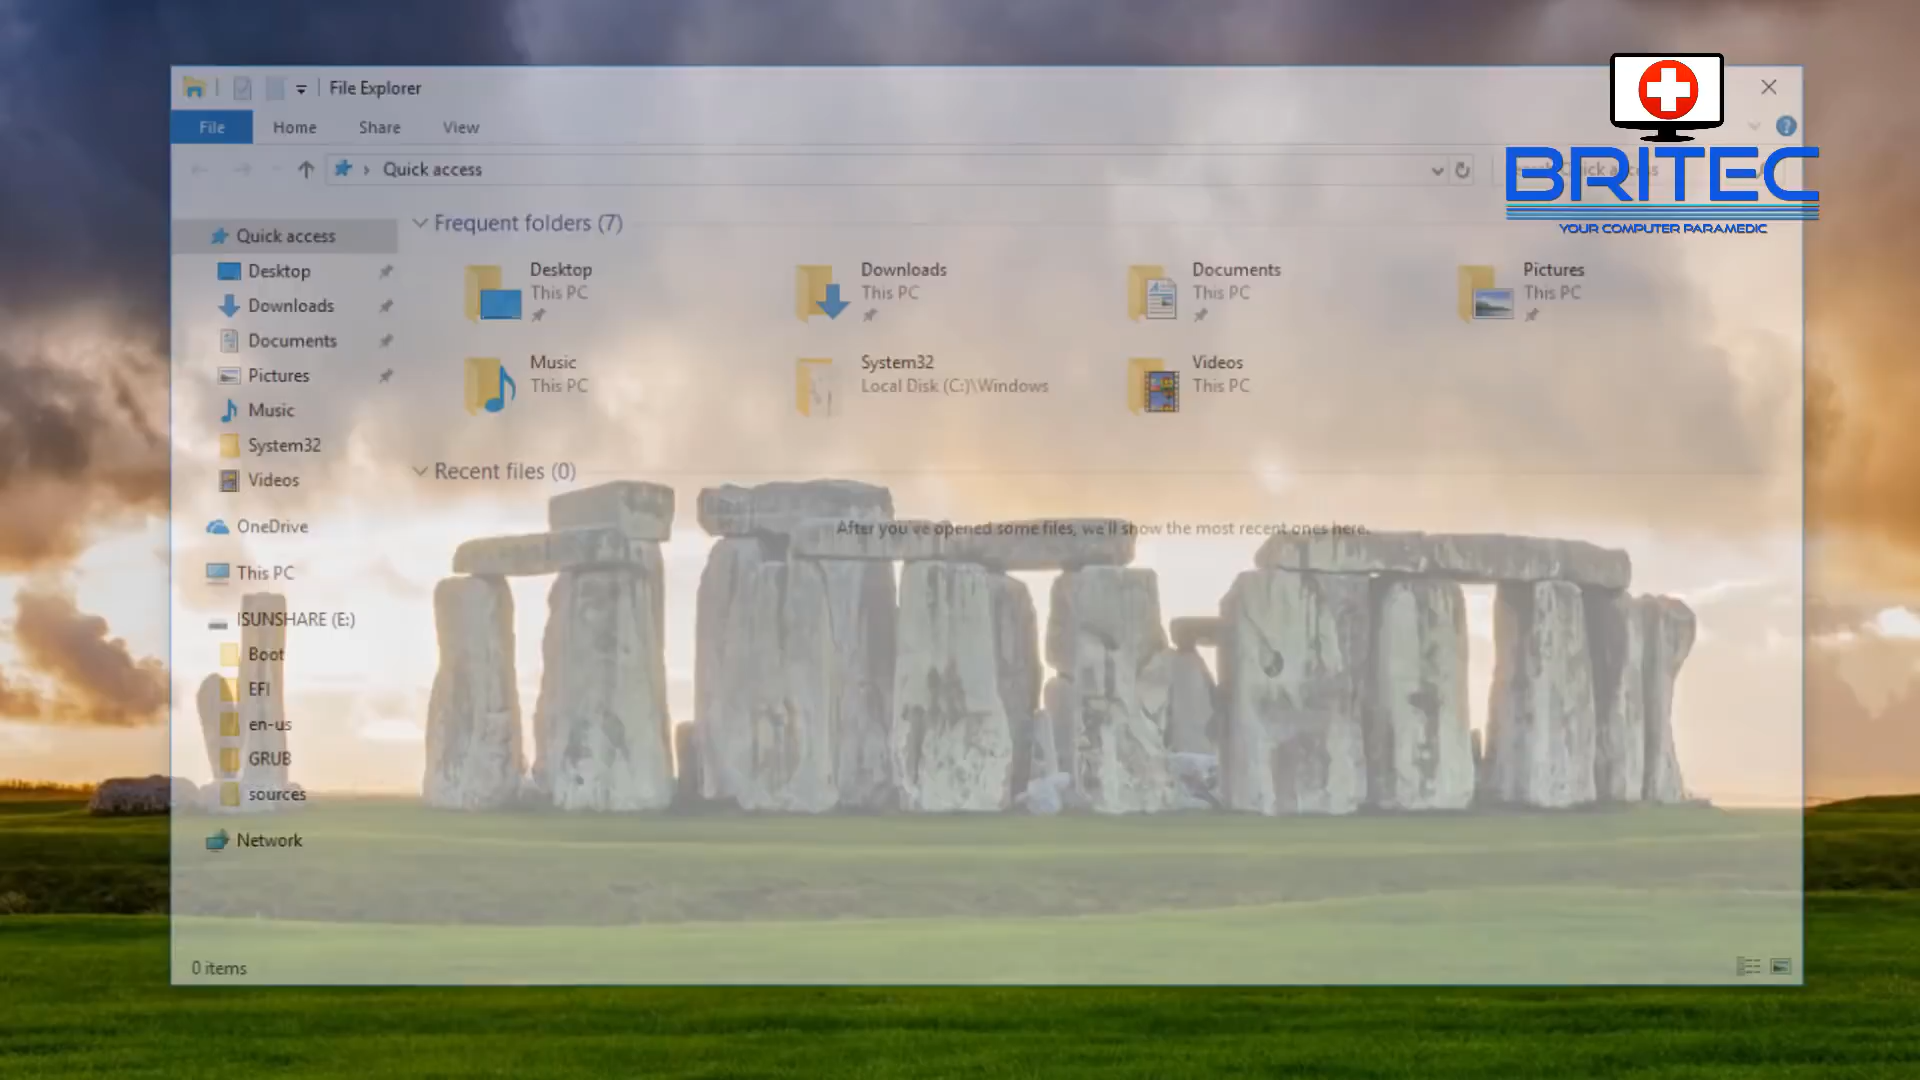 File Explorer
File Home Share View
Quick access
BRITEC
YOUR COMPUTER PARAMEDIC
Quick access
Desktop
Downloads
Documents
Pictures
Music
System32
Videos
OneDrive
This PC
ISUNSHARE (E:)
Boot
EFI
en-us
GRUB
sources
Network
Frequent folders (7)
Desktop
This PC
Downloads
This PC
Documents
This PC
Pictures
This PC
Music
This PC
System32
Local Disk (C:)\Windows
Videos
This PC
Recent files (0)
After you've opened some files, we'll show the most recent ones here.
0 items